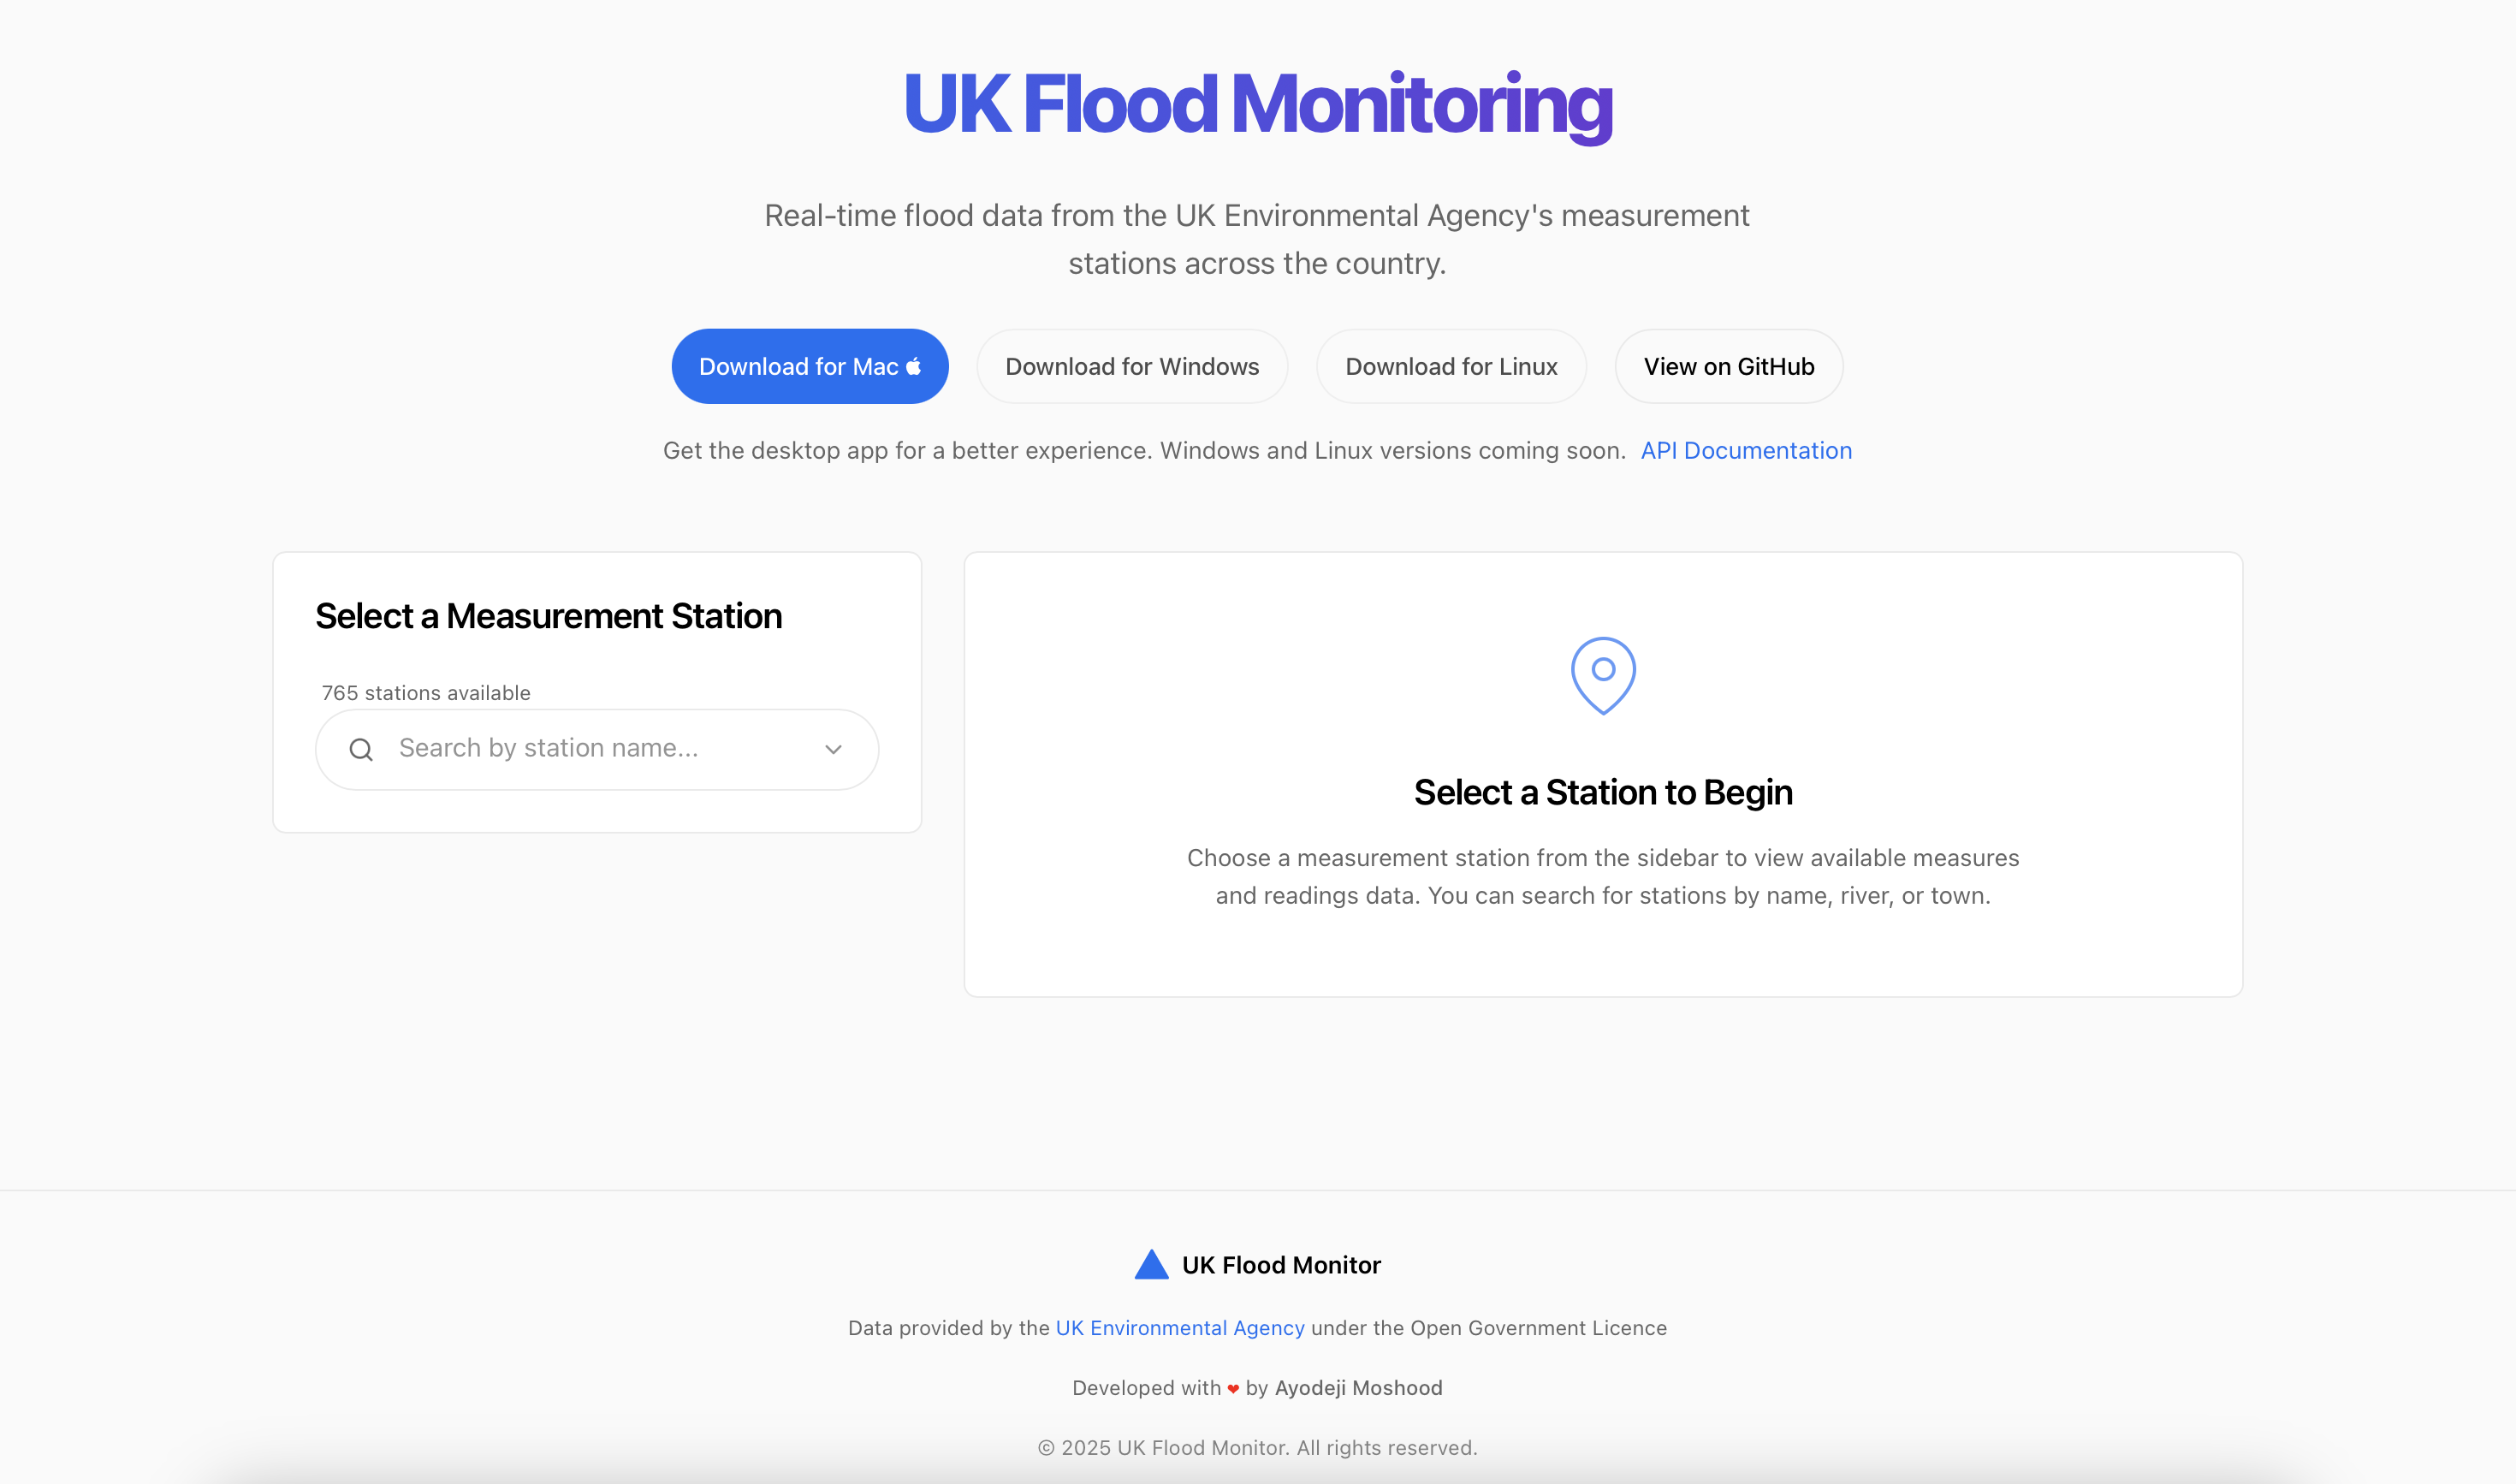 UK Flood Monitoring
Real-time flood data from the UK Environmental Agency's measurement
stations across the country.
Download for Mac
Download for Windows
Download for Linux
View on GitHub
Get the desktop app for a better experience. Windows and Linux versions coming soon. API Documentation
Select a Measurement Station
765 stations available
Search by station name...
Select a Station to Begin
Choose a measurement station from the sidebar to view available measures
and readings data. You can search for stations by name, river, or town.
UK Flood Monitor
Data provided by the UK Environmental Agency under the Open Government Licence
Developed with ❤ by Ayodeji Moshood
© 2025 UK Flood Monitor. All rights reserved.